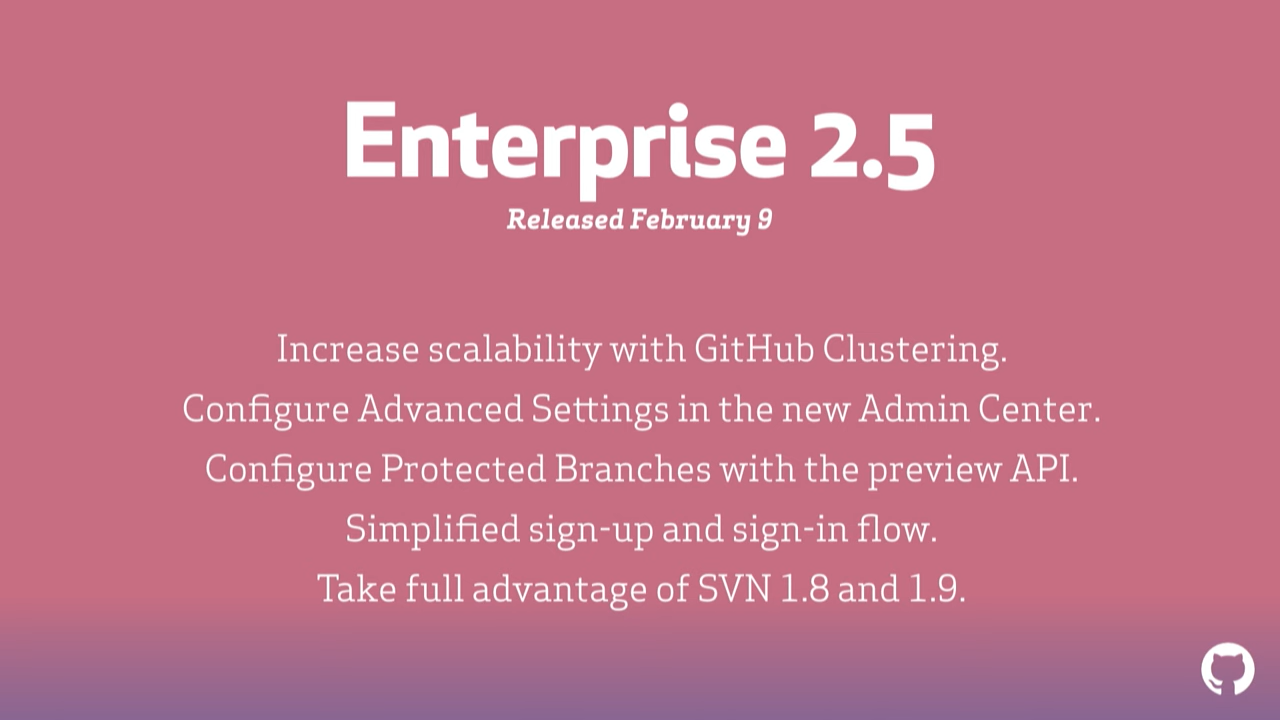 Enterprise 2.5
Released February 9
Increase scalability with GitHub Clustering.
Configure Advanced Settings in the new Admin Center.
Configure Protected Branches with the preview API.
Simplified sign-up and sign-in flow.
Take full advantage of SVN 1.8 and 1.9.